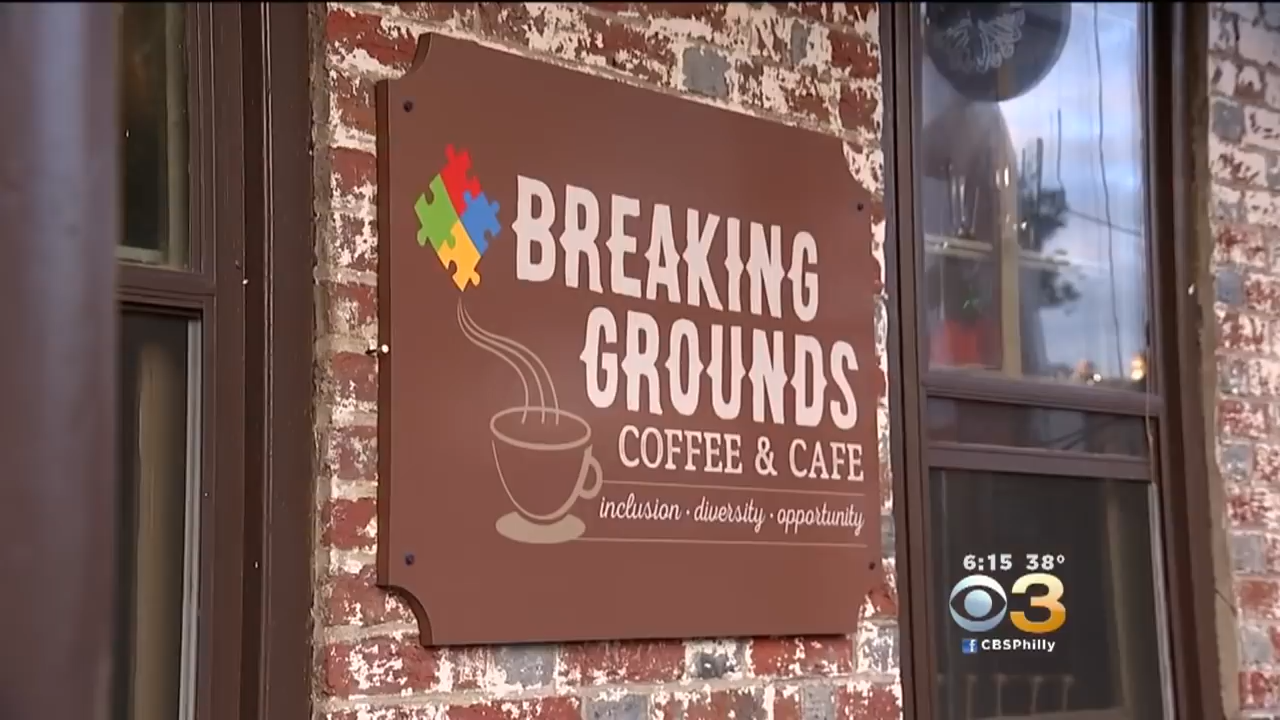 BREAKING
GROUNDS
COFFEE & CAFE
inclusion · diversity · opportunity
6:15 38°
3
f CBSPhilly